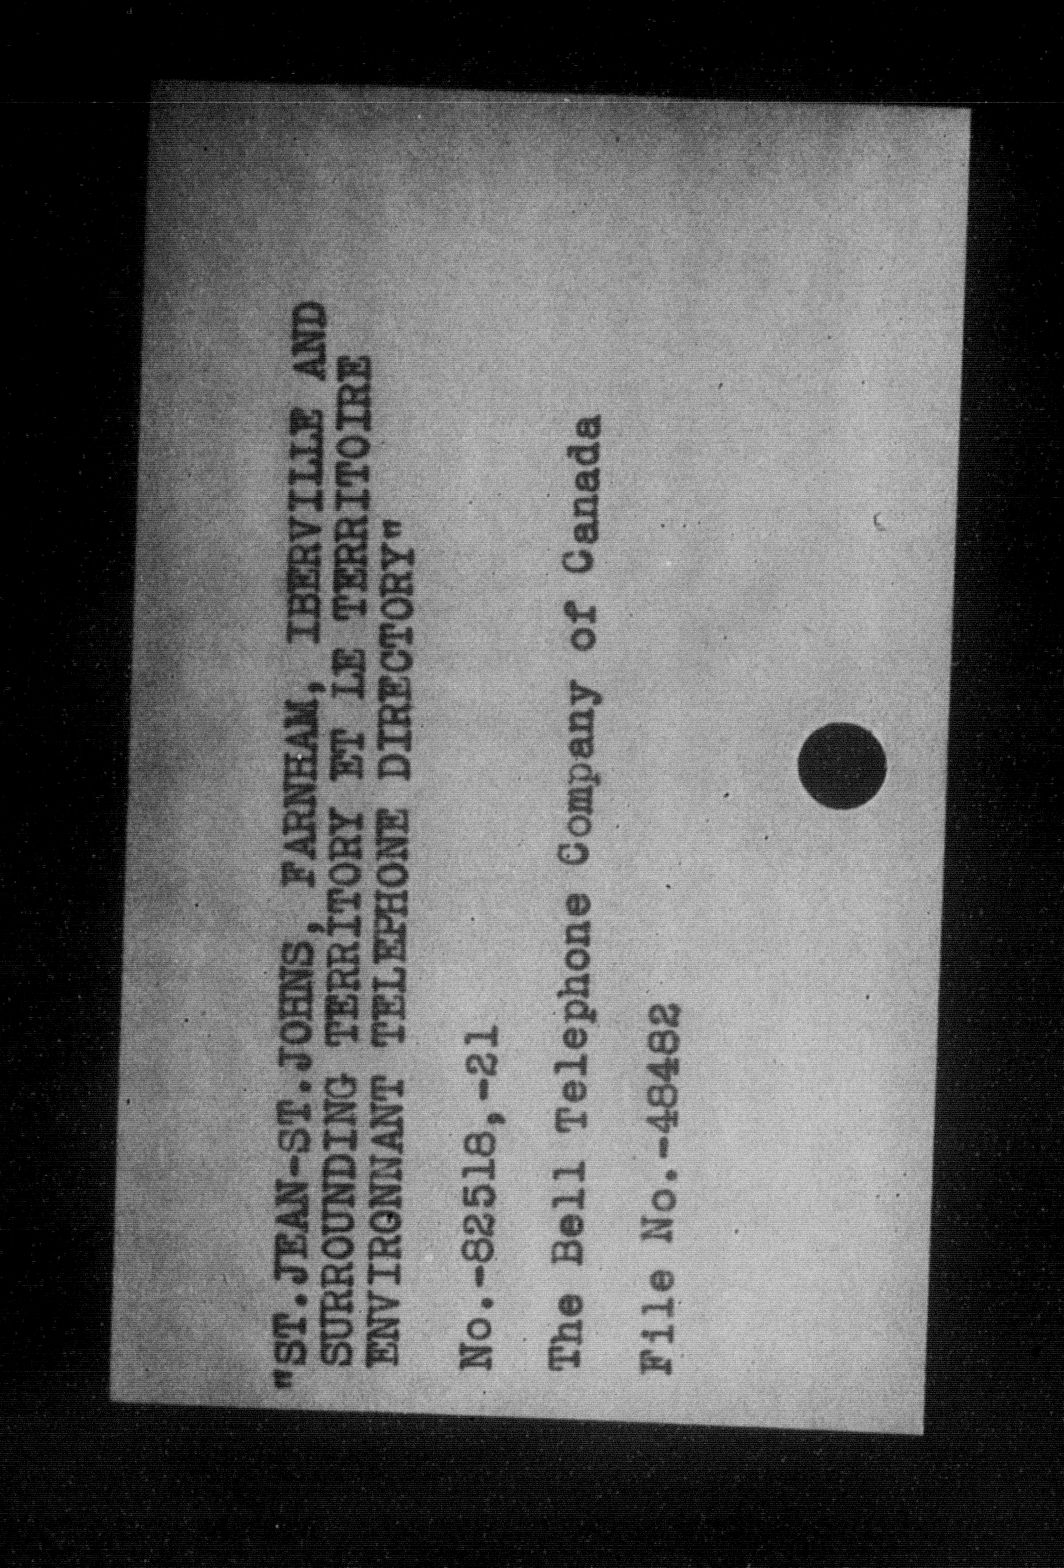 "ST.JEAN-ST.JOHNS, FARNHAM, IBERVILLE AND
SURROUNDING TERRITORY ET LE TERRITOIRE
ENVIRONNANT TELEPHONE DIRECTORY"
No.-82518,-21
The Bell Telephone Company of Canada
File No.-48482